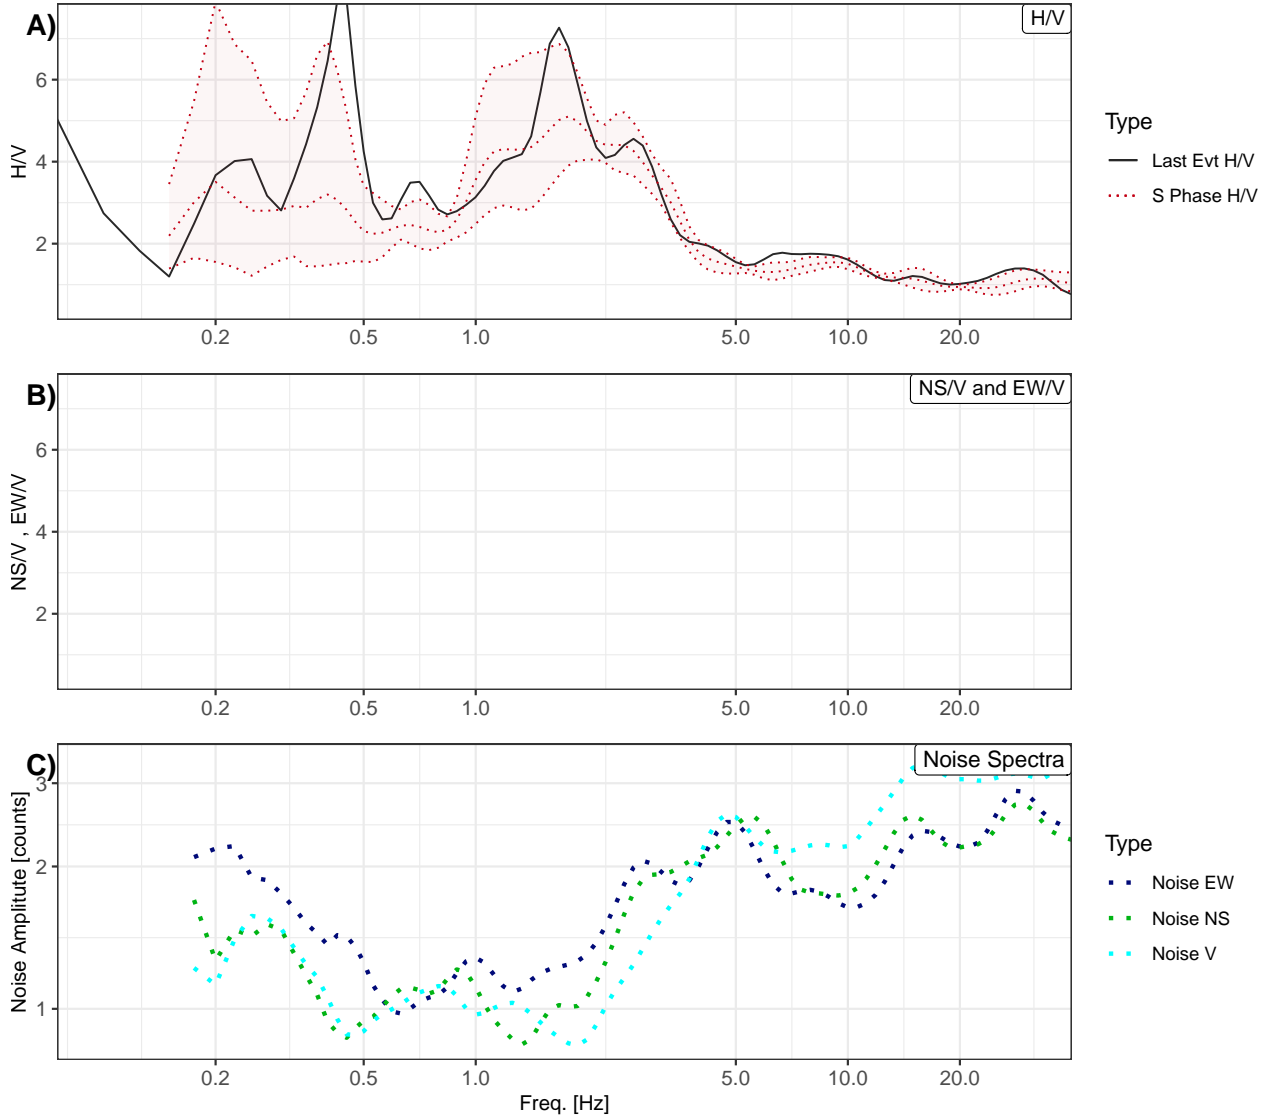 A)
H/V
H/V
6
4
2
0.2 0.5 1.0 5.0 10.0 20.0
Type
Last Evt H/V
S Phase H/V
B)
NS/V and EW/V
NS/V , EW/V
6
4
2
0.2 0.5 1.0 5.0 10.0 20.0
C)
Noise Spectra
Noise Amplitude [counts]
3
2
1
0.2 0.5 1.0 5.0 10.0 20.0
Freq. [Hz]
Type
Noise EW
Noise NS
Noise V